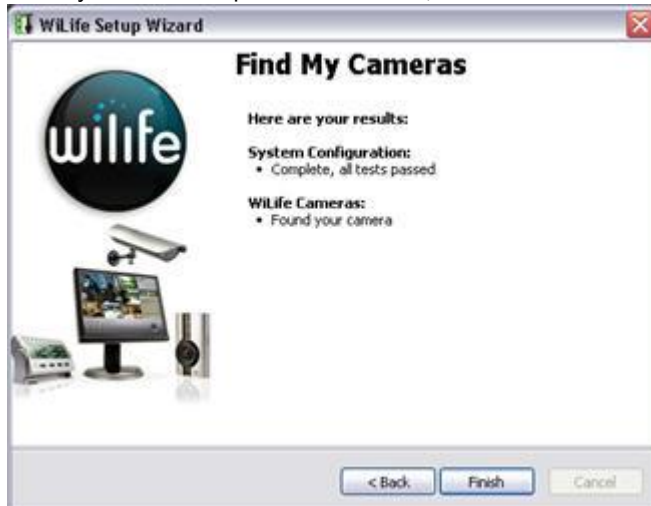 WiLife Setup Wizard
Find My Cameras
wilife
Here are your results:
System Configuration:
• Complete, all tests passed
WiLife Cameras:
• Found your camera
< Back
Finish
Cancel